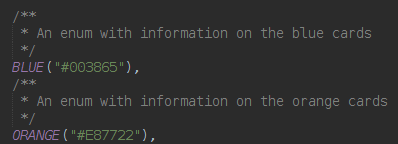 /**
 * An enum with information on the blue cards
 */
BLUE("#003865"),
/**
 * An enum with information on the orange cards
 */
ORANGE("#E87722"),